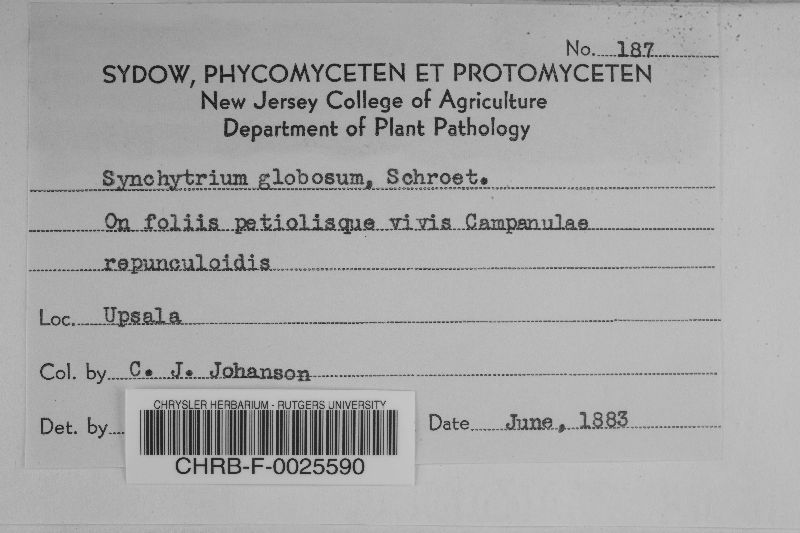 No. 187
SYDOW, PHYCOMYCETEN ET PROTOMYCETEN
New Jersey College of Agriculture
Department of Plant Pathology
Synchytrium globosum, Schroet.
On foliis petiolisque vivis Campanulae
repunculoidis
Loc. Upsala
Col. by C. J. Johanson
Det. by
Date June, 1883
CHRYSLER HERBARIUM - RUTGERS UNIVERSITY
CHRB-F-0025590